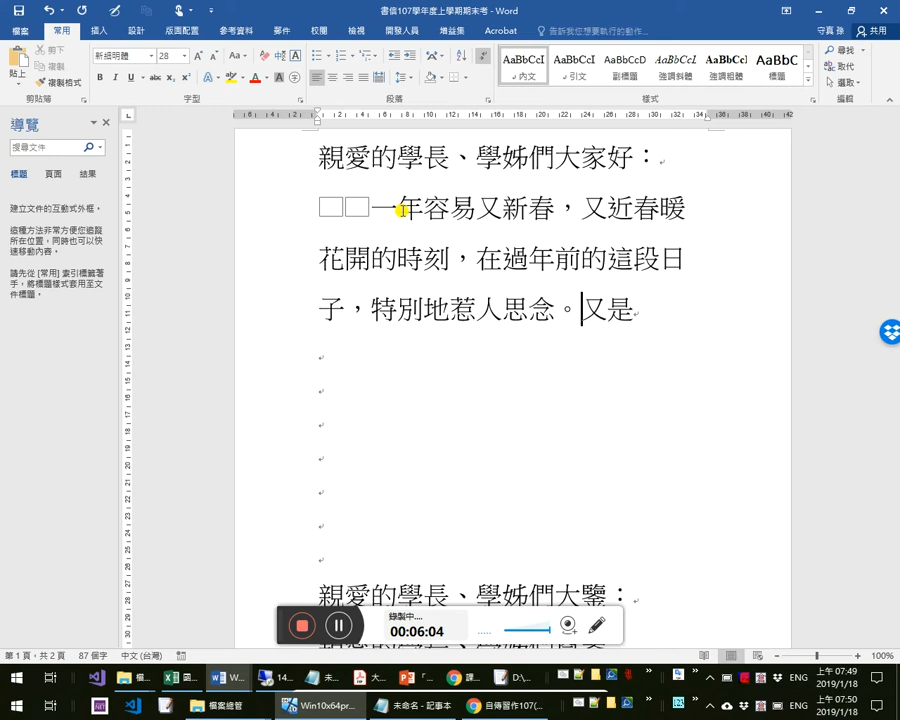 書信107學年度上學期期末考 - Word
檔案 常用 插入 設計 版面配置 參考資料 郵件 校閱 檢視 開發人員 增益集 Acrobat 告訴我您想要執行的動作... 守真 孫 共用
貼上 剪下 複製 複製格式 剪貼簿
新細明體 28 字型
段落
AaBbCcI 內文 AaBbCcI 引文 AaBbCcD 副標題 AaBbCcI 強調斜體 AaBbCcI 強調粗體 AaBbC 標題
樣式
尋找 取代 選取 編輯
導覽
搜尋文件
標題 頁面 結果
建立文件的互動式外框。
這種方法非常方便您追蹤
所在位置，同時也可以快
速移動內容。
請先從 [常用] 索引標籤著
手，將標題樣式套用至文
件標題。
親愛的學長、學姊們大家好：
□□一年容易又新春，又近春暖
花開的時刻，在過年前的這段日
子，特別地惹人思念。又是
親愛的學長、學姊們大鑒：
錄製中....
00:06:04
第 1 頁，共 2 頁 87 個字 中文 (台灣) 100%
檔... 圖... W... 14... 未... 大... 課... D:\... ENG 上午 07:49 2019/1/18
檔案總管 Win10x64pr... 未命名 - 記事本 自傳習作107(... ENG 上午 07:50 2019/1/18